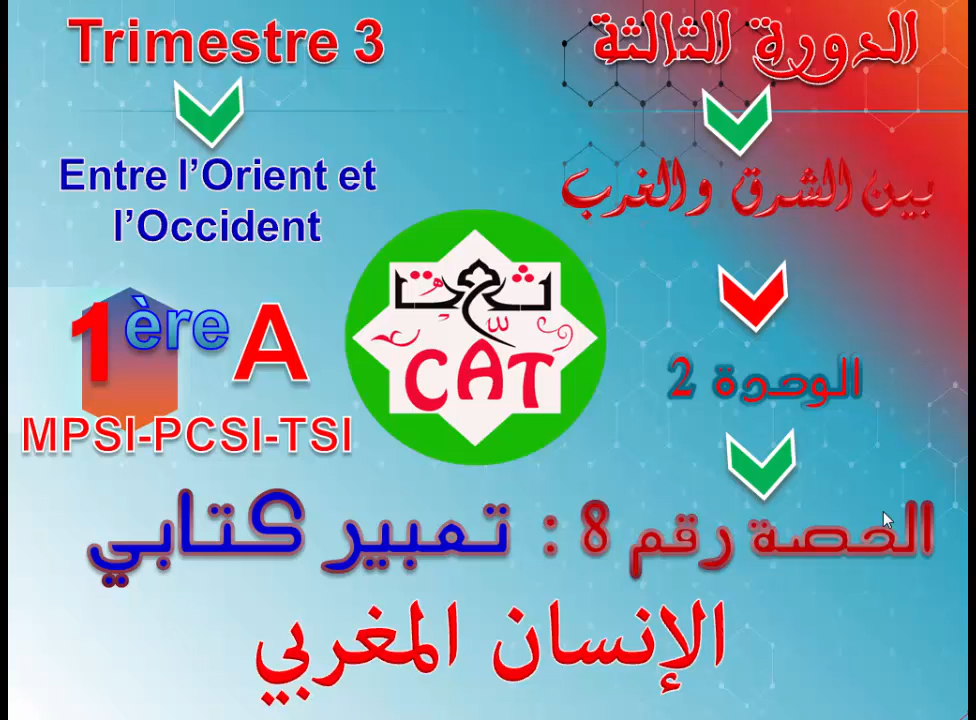 Trimestre 3
الدورة الثالثة
Entre l’Orient et
l’Occident
بين الشرق والغرب
1ère A
MPSI-PCSI-TSI
CAT
الوحدة 2
الحصة رقم 8 : تعبير كتابي
الإنسان المغربي